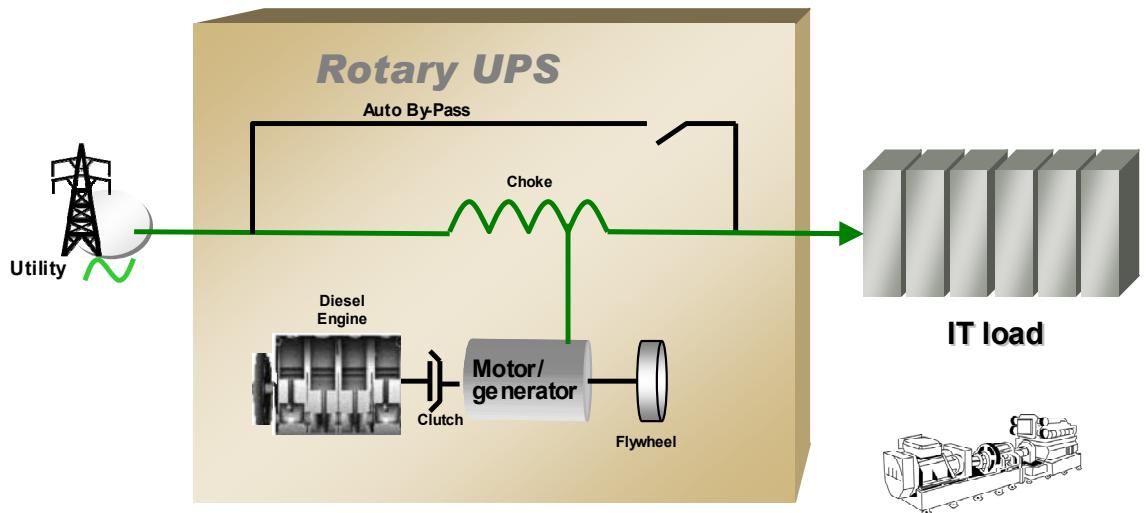 Rotary UPS
Auto By-Pass
Choke
Utility
Diesel
Engine
IT load
Motor/
generator
Clutch
Flywheel